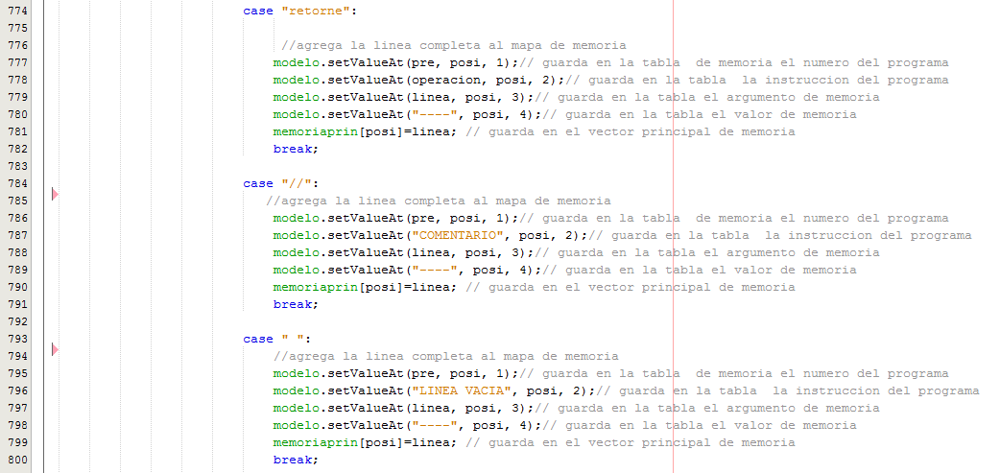 774 case "retorne":
775
776 //agrega la linea completa al mapa de memoria
777 modelo.setValueAt(pre, posi, 1);// guarda en la tabla  de memoria el numero del programa
778 modelo.setValueAt(operacion, posi, 2);// guarda en la tabla  la instruccion del programa
779 modelo.setValueAt(linea, posi, 3);// guarda en la tabla el argumento de memoria
780 modelo.setValueAt("----", posi, 4);// guarda en la tabla el valor de memoria
781 memoriaprin[posi]=linea; // guarda en el vector principal de memoria
782 break;
783
784 case "//":
785 //agrega la linea completa al mapa de memoria
786 modelo.setValueAt(pre, posi, 1);// guarda en la tabla  de memoria el numero del programa
787 modelo.setValueAt("COMENTARIO", posi, 2);// guarda en la tabla  la instruccion del programa
788 modelo.setValueAt(linea, posi, 3);// guarda en la tabla el argumento de memoria
789 modelo.setValueAt("----", posi, 4);// guarda en la tabla el valor de memoria
790 memoriaprin[posi]=linea; // guarda en el vector principal de memoria
791 break;
792
793 case " ":
794 //agrega la linea completa al mapa de memoria
795 modelo.setValueAt(pre, posi, 1);// guarda en la tabla  de memoria el numero del programa
796 modelo.setValueAt("LINEA VACIA", posi, 2);// guarda en la tabla  la instruccion del programa
797 modelo.setValueAt(linea, posi, 3);// guarda en la tabla el argumento de memoria
798 modelo.setValueAt("----", posi, 4);// guarda en la tabla el valor de memoria
799 memoriaprin[posi]=linea; // guarda en el vector principal de memoria
800 break;